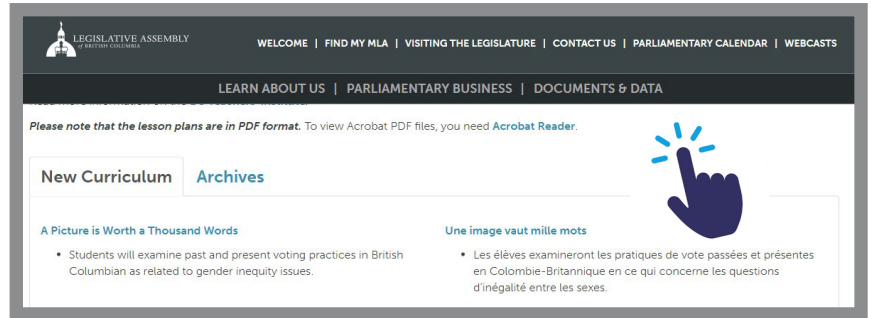 LEGISLATIVE ASSEMBLY
of BRITISH COLUMBIA
WELCOME | FIND MY MLA | VISITING THE LEGISLATURE | CONTACT US | PARLIAMENTARY CALENDAR | WEBCASTS
LEARN ABOUT US | PARLIAMENTARY BUSINESS | DOCUMENTS & DATA
Please note that the lesson plans are in PDF format. To view Acrobat PDF files, you need Acrobat Reader.
New Curriculum Archives
A Picture is Worth a Thousand Words
• Students will examine past and present voting practices in British
Columbian as related to gender inequity issues.
Une image vaut mille mots
• Les élèves examineront les pratiques de vote passées et présentes
en Colombie-Britannique en ce qui concerne les questions
d'inégalité entre les sexes.